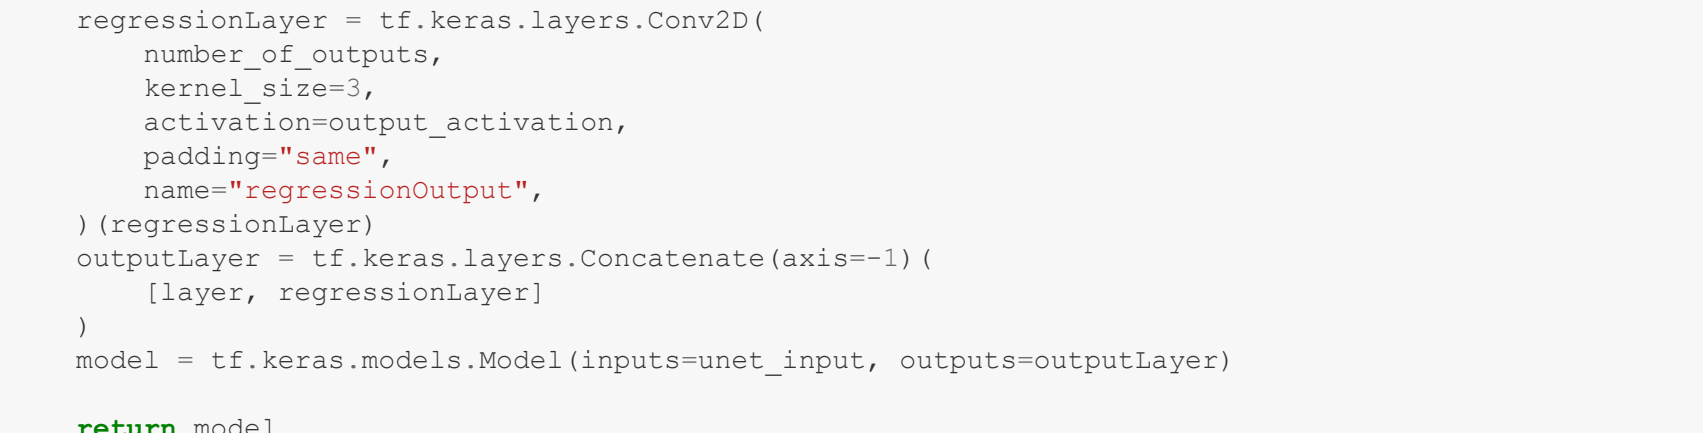 regressionLayer = tf.keras.layers.Conv2D(
    number_of_outputs,
    kernel_size=3,
    activation=output_activation,
    padding="same",
    name="regressionOutput",
)(regressionLayer)
outputLayer = tf.keras.layers.Concatenate(axis=-1)(
    [layer, regressionLayer]
)
model = tf.keras.models.Model(inputs=unet_input, outputs=outputLayer)
return model